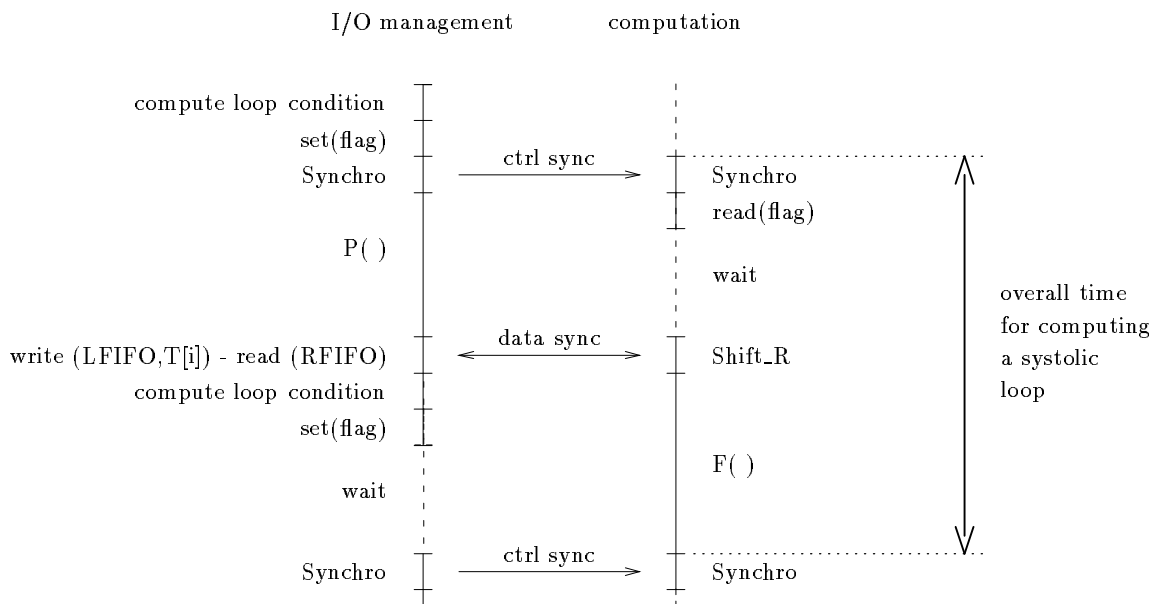 I/O management computation
compute loop condition
set(flag)
Synchro ctrl sync Synchro
read(flag)
P( )
wait
overall time
for computing
a systolic
loop
write (LFIFO,T[i]) - read (RFIFO) data sync Shift_R
compute loop condition
set(flag)
F( )
wait
Synchro ctrl sync Synchro